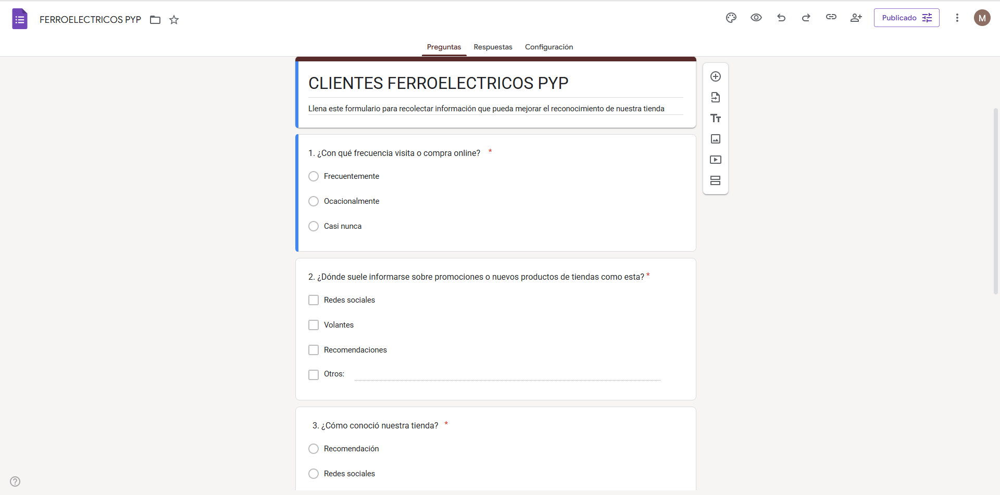 FERROELECTRICOS PYP
Publicado
M
Preguntas Respuestas Configuración
CLIENTES FERROELECTRICOS PYP
Llena este formulario para recolectar información que pueda mejorar el reconocimiento de nuestra tienda
1. ¿Con qué frecuencia visita o compra online? *
Frecuentemente
Ocacionalmente
Casi nunca
2. ¿Dónde suele informarse sobre promociones o nuevos productos de tiendas como esta? *
Redes sociales
Volantes
Recomendaciones
Otros:
3. ¿Cómo conoció nuestra tienda? *
Recomendación
Redes sociales